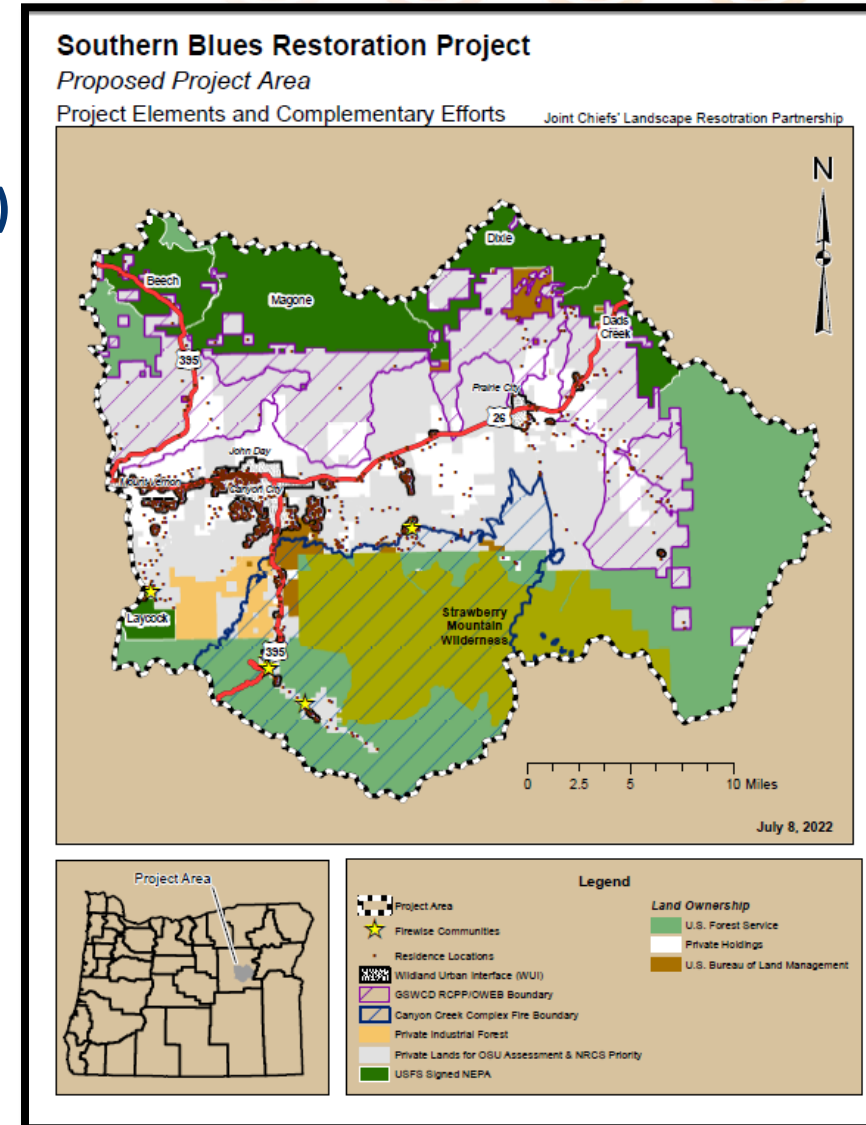 )
Southern Blues Restoration Project
Proposed Project Area
Project Elements and Complementary Efforts
Joint Chiefs' Landscape Resotration Partnership
N
Dixie
Beech
Magone
Dads
Creek
395
Prairie City
26
John Day
Mount Vernon
Canyon City
Strawberry
Mountain
Wilderness
Laycock
395
0 2.5 5 10 Miles
July 8, 2022
Project Area
Legend
Project Area
Firewise Communities
Residence Locations
Wildland Urban Interface (WUI)
GSWCD RCPP/OWEB Boundary
Canyon Creek Complex Fire Boundary
Private Industrial Forest
Private Lands for OSU Assessment & NRCS Priority
USFS Signed NEPA
Land Ownership
U.S. Forest Service
Private Holdings
U.S. Bureau of Land Management